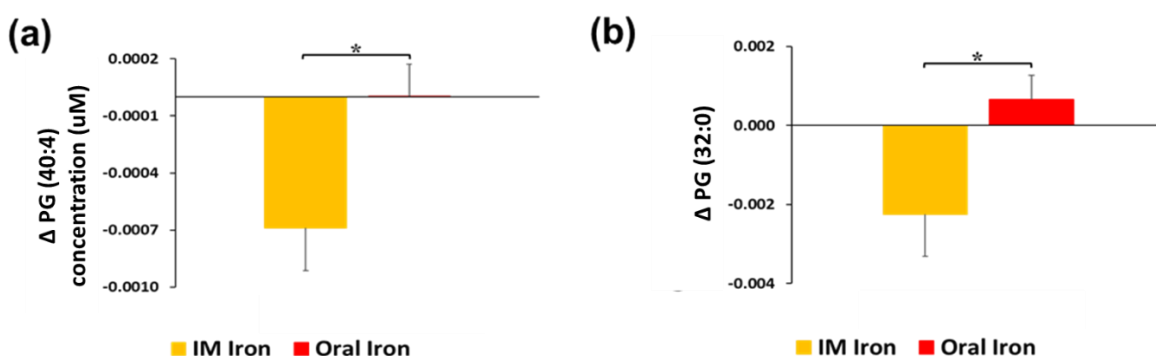 (a)
*
0.0002
-0.0001
-0.0004
-0.0007
-0.0010
Δ PG (40:4)
concentration (uM)
IM Iron Oral Iron
(b)
*
0.002
0.000
-0.002
-0.004
Δ PG (32:0)
IM Iron Oral Iron